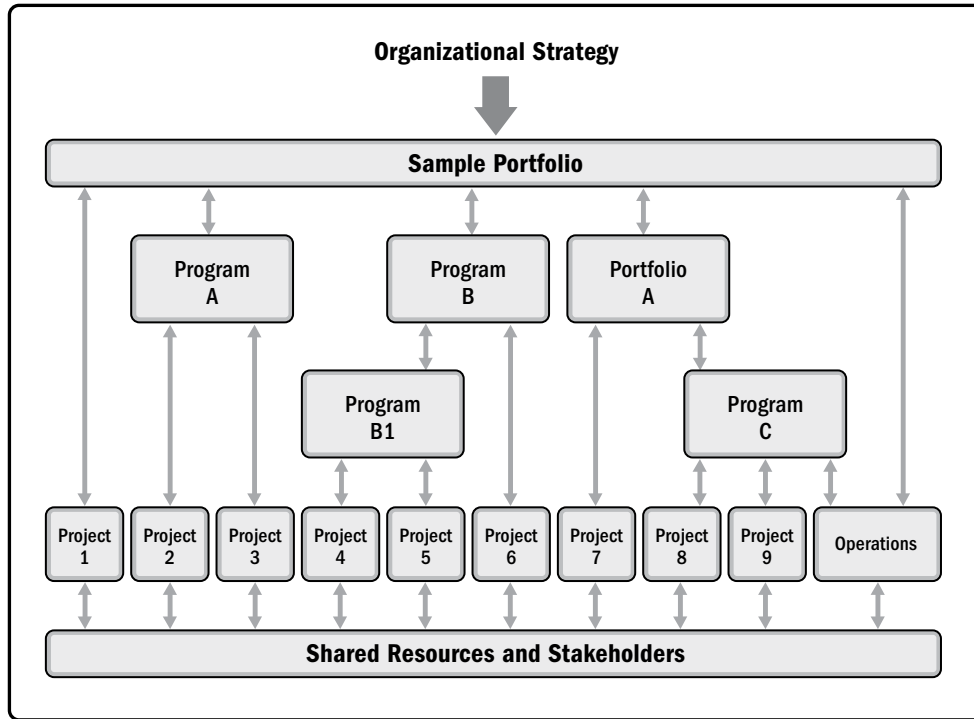 Organizational Strategy
Sample Portfolio
Program
A
Program
B
Portfolio
A
Program
B1
Program
C
Project
1
Project
2
Project
3
Project
4
Project
5
Project
6
Project
7
Project
8
Project
9
Operations
Shared Resources and Stakeholders